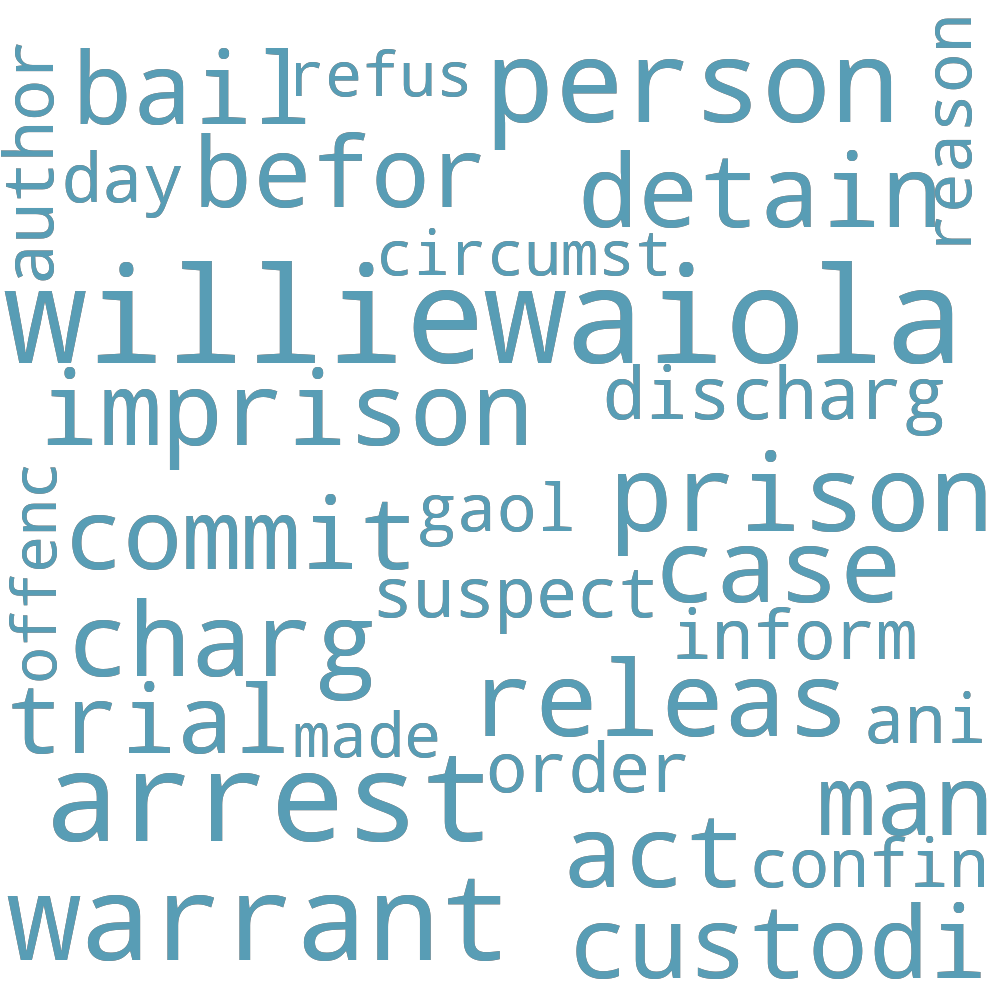 author
bail
refus
person
reason
day
befor
detain
circumst
williewaiola
imprison
discharg
offenc
commit
gaol
prison
suspect
case
charg
inform
trial
made
releas
ani
arrest
order
man
act
confin
warrant
custodi